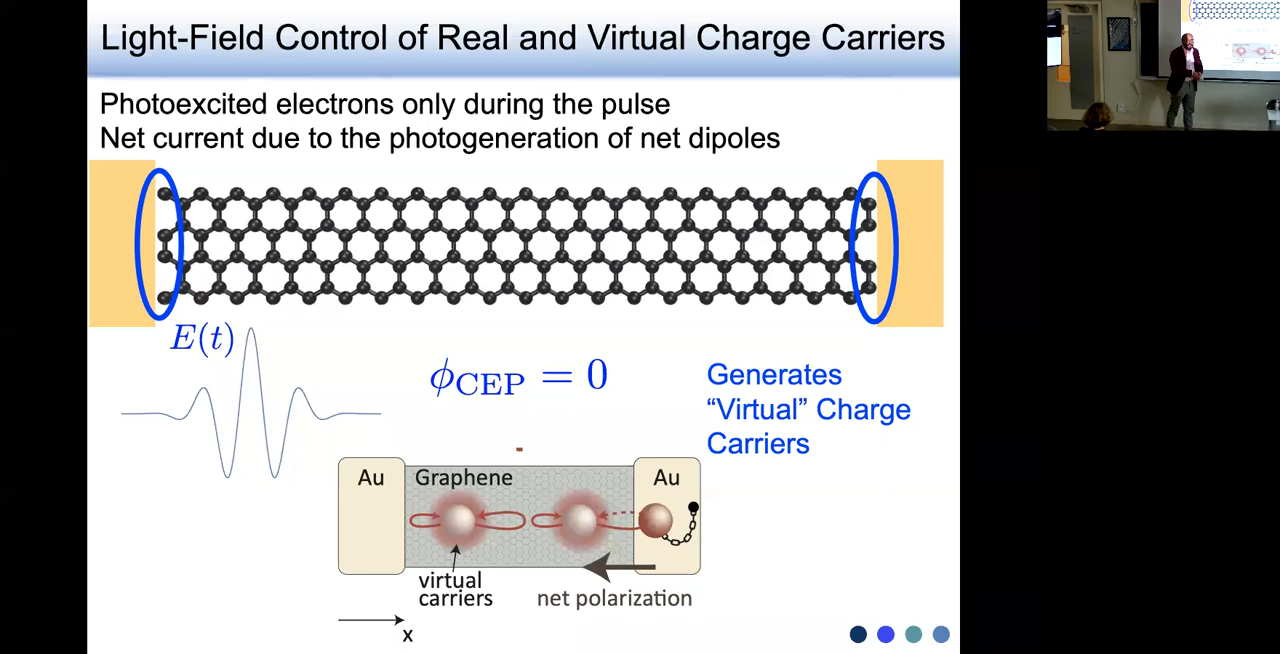 Light-Field Control of Real and Virtual Charge Carriers
Photoexcited electrons only during the pulse
Net current due to the photogeneration of net dipoles
E(t)
ϕCEP = 0
Generates
“Virtual” Charge
Carriers
Au
Graphene
Au
virtual
carriers
net polarization
x